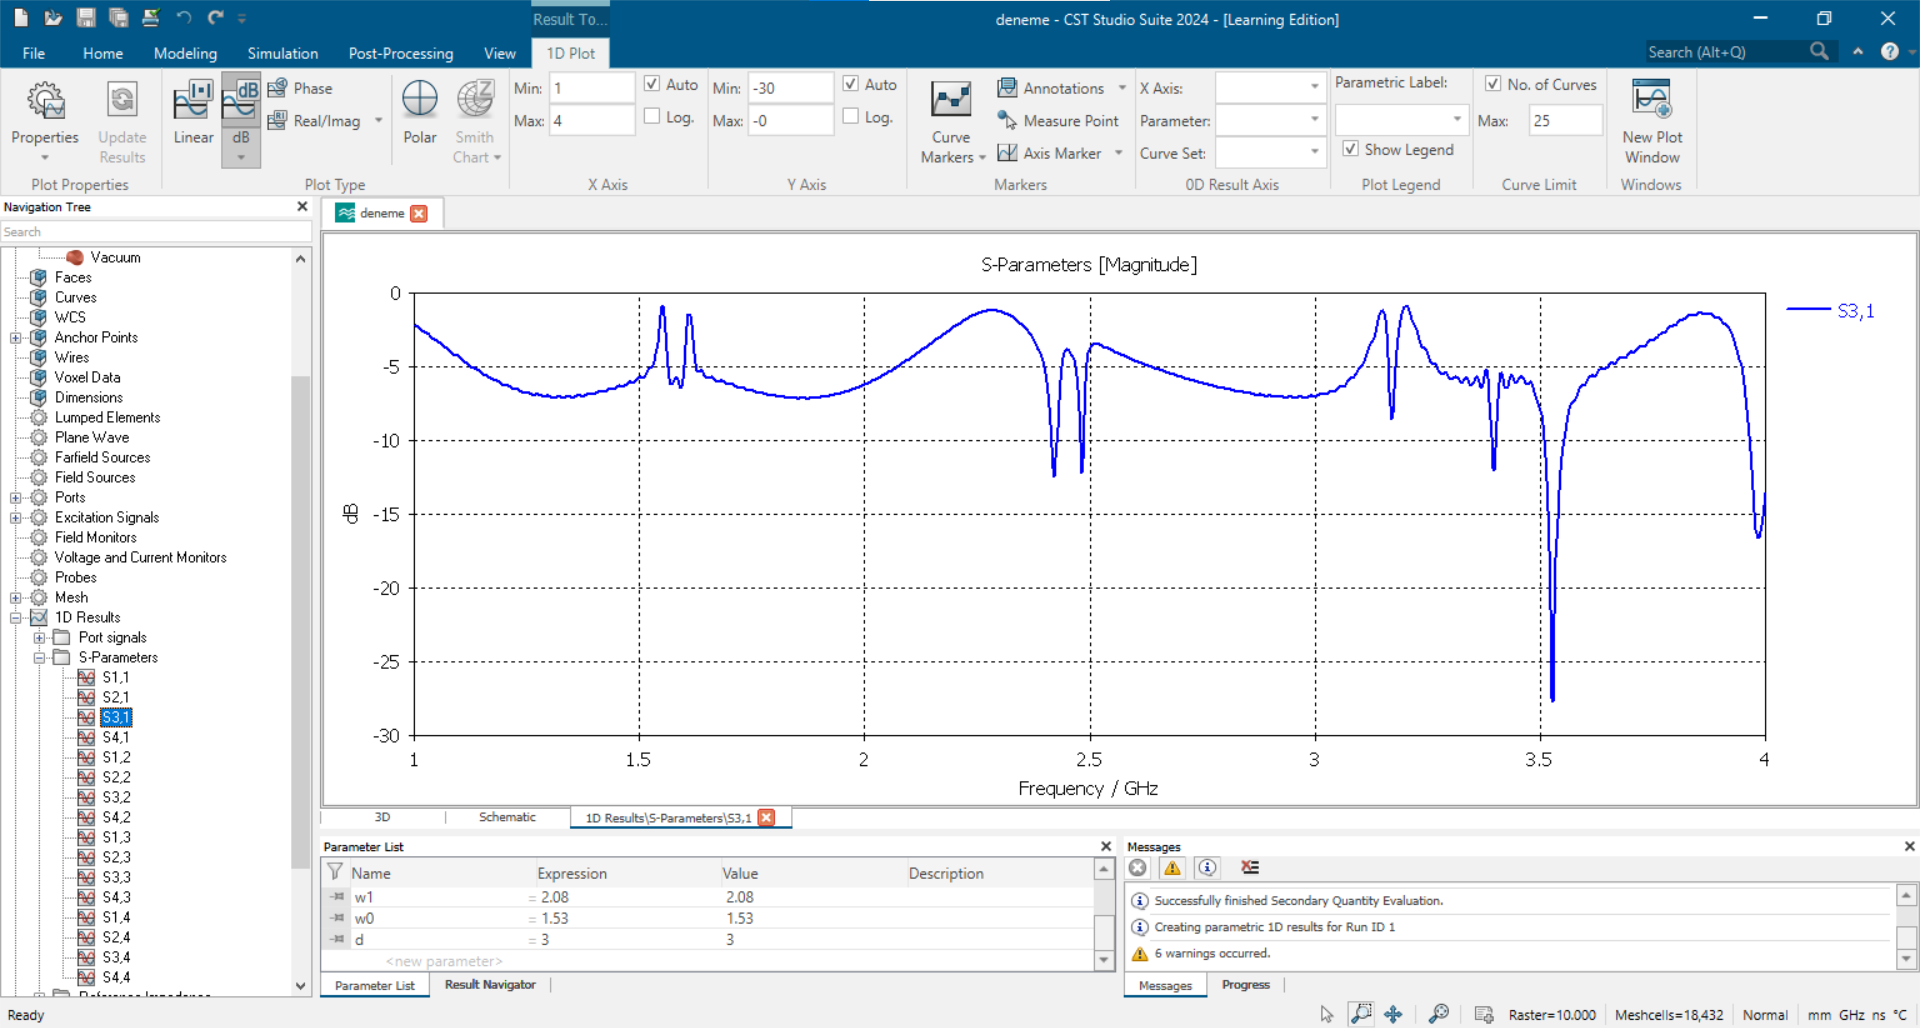 Result To...
deneme - CST Studio Suite 2024 - [Learning Edition]
File Home Modeling Simulation Post-Processing View 1D Plot
Search (Alt+Q)
Properties
Update Results
Plot Properties
Linear
dB
Phase
Real/Imag
Polar
Smith Chart
Plot Type
Min: 1
Auto
Max: 4
Log.
X Axis
Min: -30
Auto
Max: -0
Log.
Y Axis
Curve Markers
Annotations
Measure Point
Axis Marker
Markers
X Axis:
Parameter:
Curve Set:
0D Result Axis
Parametric Label:
Show Legend
Plot Legend
No. of Curves
Max: 25
Curve Limit
New Plot Window
Windows
Navigation Tree
Search
Vacuum
Faces
Curves
WCS
Anchor Points
Wires
Voxel Data
Dimensions
Lumped Elements
Plane Wave
Farfield Sources
Field Sources
Ports
Excitation Signals
Field Monitors
Voltage and Current Monitors
Probes
Mesh
1D Results
Port signals
S-Parameters
S1,1
S2,1
S3,1
S4,1
S1,2
S2,2
S3,2
S4,2
S1,3
S2,3
S3,3
S4,3
S1,4
S2,4
S3,4
S4,4
Reference Impedance
deneme
S-Parameters [Magnitude]
S3,1
0
-5
-10
-15
-20
-25
-30
dB
1 1.5 2 2.5 3 3.5 4
Frequency / GHz
3D Schematic 1D Results\S-Parameters\S3,1
Parameter List
Name Expression Value Description
w1 = 2.08 2.08
w0 = 1.53 1.53
d = 3 3
<new parameter>
Parameter List Result Navigator
Messages
Successfully finished Secondary Quantity Evaluation.
Creating parametric 1D results for Run ID 1
6 warnings occurred.
Messages Progress
Ready
Raster=10.000 Meshcells=18,432 Normal mm GHz ns °C